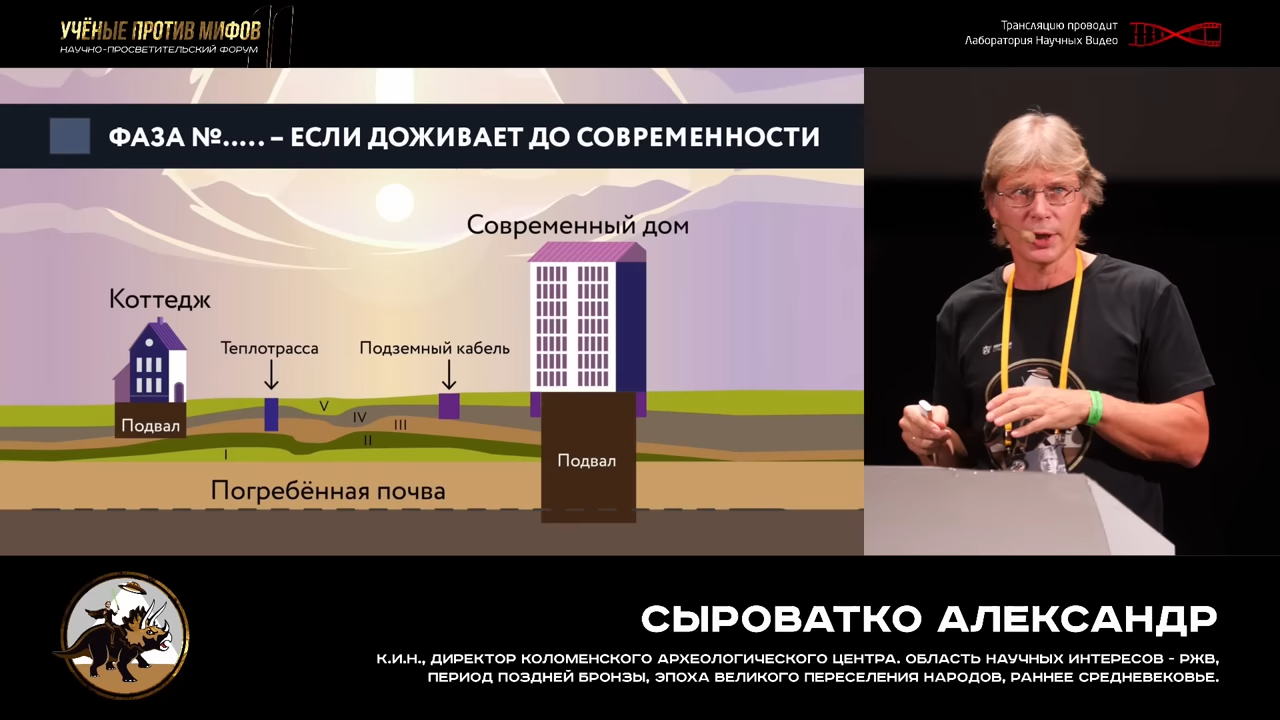 УЧЁНЫЕ ПРОТИВ МИФОВ
НАУЧНО-ПРОСВЕТИТЕЛЬСКИЙ ФОРУМ
11
Трансляцию проводит
Лаборатория Научных Видео
ФАЗА №..... – ЕСЛИ ДОЖИВАЕТ ДО СОВРЕМЕННОСТИ
Современный дом
Коттедж
Теплотрасса
Подземный кабель
V
IV
III
II
I
Подвал
Подвал
Погребённая почва
СЫРОВАТКО АЛЕКСАНДР
К.И.Н., ДИРЕКТОР КОЛОМЕНСКОГО АРХЕОЛОГИЧЕСКОГО ЦЕНТРА. ОБЛАСТЬ НАУЧНЫХ ИНТЕРЕСОВ - РЖВ,
ПЕРИОД ПОЗДНЕЙ БРОНЗЫ, ЭПОХА ВЕЛИКОГО ПЕРЕСЕЛЕНИЯ НАРОДОВ, РАННЕЕ СРЕДНЕВЕКОВЬЕ.